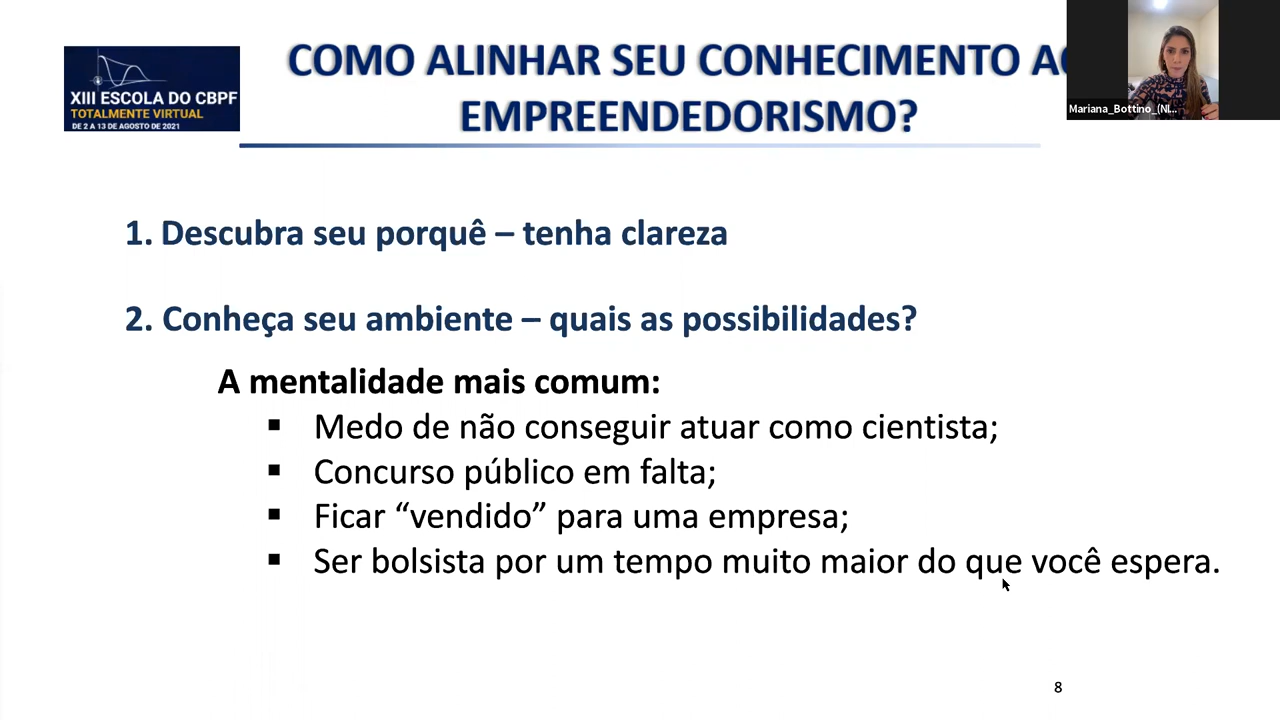 XIII ESCOLA DO CBPF
TOTALMENTE VIRTUAL
DE 2 A 13 DE AGOSTO DE 2021
COMO ALINHAR SEU CONHECIMENTO AO
EMPREENDEDORISMO?
Mariana_Bottino_(NI...
1. Descubra seu porquê – tenha clareza
2. Conheça seu ambiente – quais as possibilidades?
A mentalidade mais comum:
▪ Medo de não conseguir atuar como cientista;
▪ Concurso público em falta;
▪ Ficar “vendido” para uma empresa;
▪ Ser bolsista por um tempo muito maior do que você espera.
8